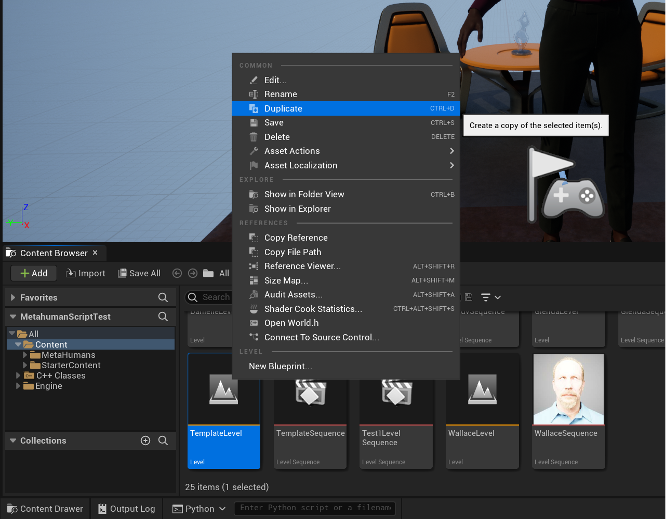 COMMON
Edit...
Rename F2
Duplicate CTRL+D
Create a copy of the selected item(s).
Save CTRL+S
Delete DELETE
Asset Actions
Asset Localization
EXPLORE
Show in Folder View CTRL+B
Show in Explorer
REFERENCES
Copy Reference
Copy File Path
Reference Viewer... ALT+SHIFT+R
Size Map... ALT+SHIFT+M
Audit Assets... ALT+SHIFT+A
Shader Cook Statistics... CTRL+ALT+SHIFT+S
Open World.h
Connect To Source Control...
LEVEL
New Blueprint...
Z
X
Content Browser
Add Import Save All All
Favorites
Search
MetahumanScriptTest
All
Content
MetaHumans
StarterContent
C++ Classes
Engine
Collections
Level
Level Sequence
TemplateLevel
Level
TemplateSequence
Level Sequence
Test1Level
Sequence
Level Sequence
WallaceLevel
Level
WallaceSequence
Level Sequence
25 items (1 selected)
Content Drawer Output Log Python Enter Python script or a filenam